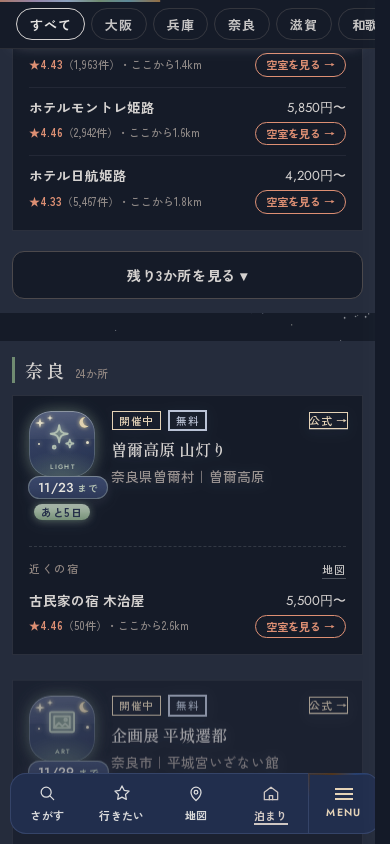 すべて
大阪
兵庫
奈良
滋賀
和歌
★4.43（1,963件）・ここから1.4km
空室を見る →
ホテルモントレ姫路
5,850円〜
★4.46（2,942件）・ここから1.6km
空室を見る →
ホテル日航姫路
4,200円〜
★4.33（5,467件）・ここから1.8km
空室を見る →
残り3か所を見る ▾
奈良 24か所
LIGHT
開催中
無料
公式 →
曽爾高原 山灯り
奈良県曽爾村｜曽爾高原
11/23 まで
あと5日
近くの宿
地図
古民家の宿 木治屋
5,500円〜
★4.46（50件）・ここから2.6km
空室を見る →
ART
開催中
無料
公式 →
企画展 平城遷都
奈良市｜平城宮いざない館
11/29 まで
さがす
行きたい
地図
泊まり
MENU